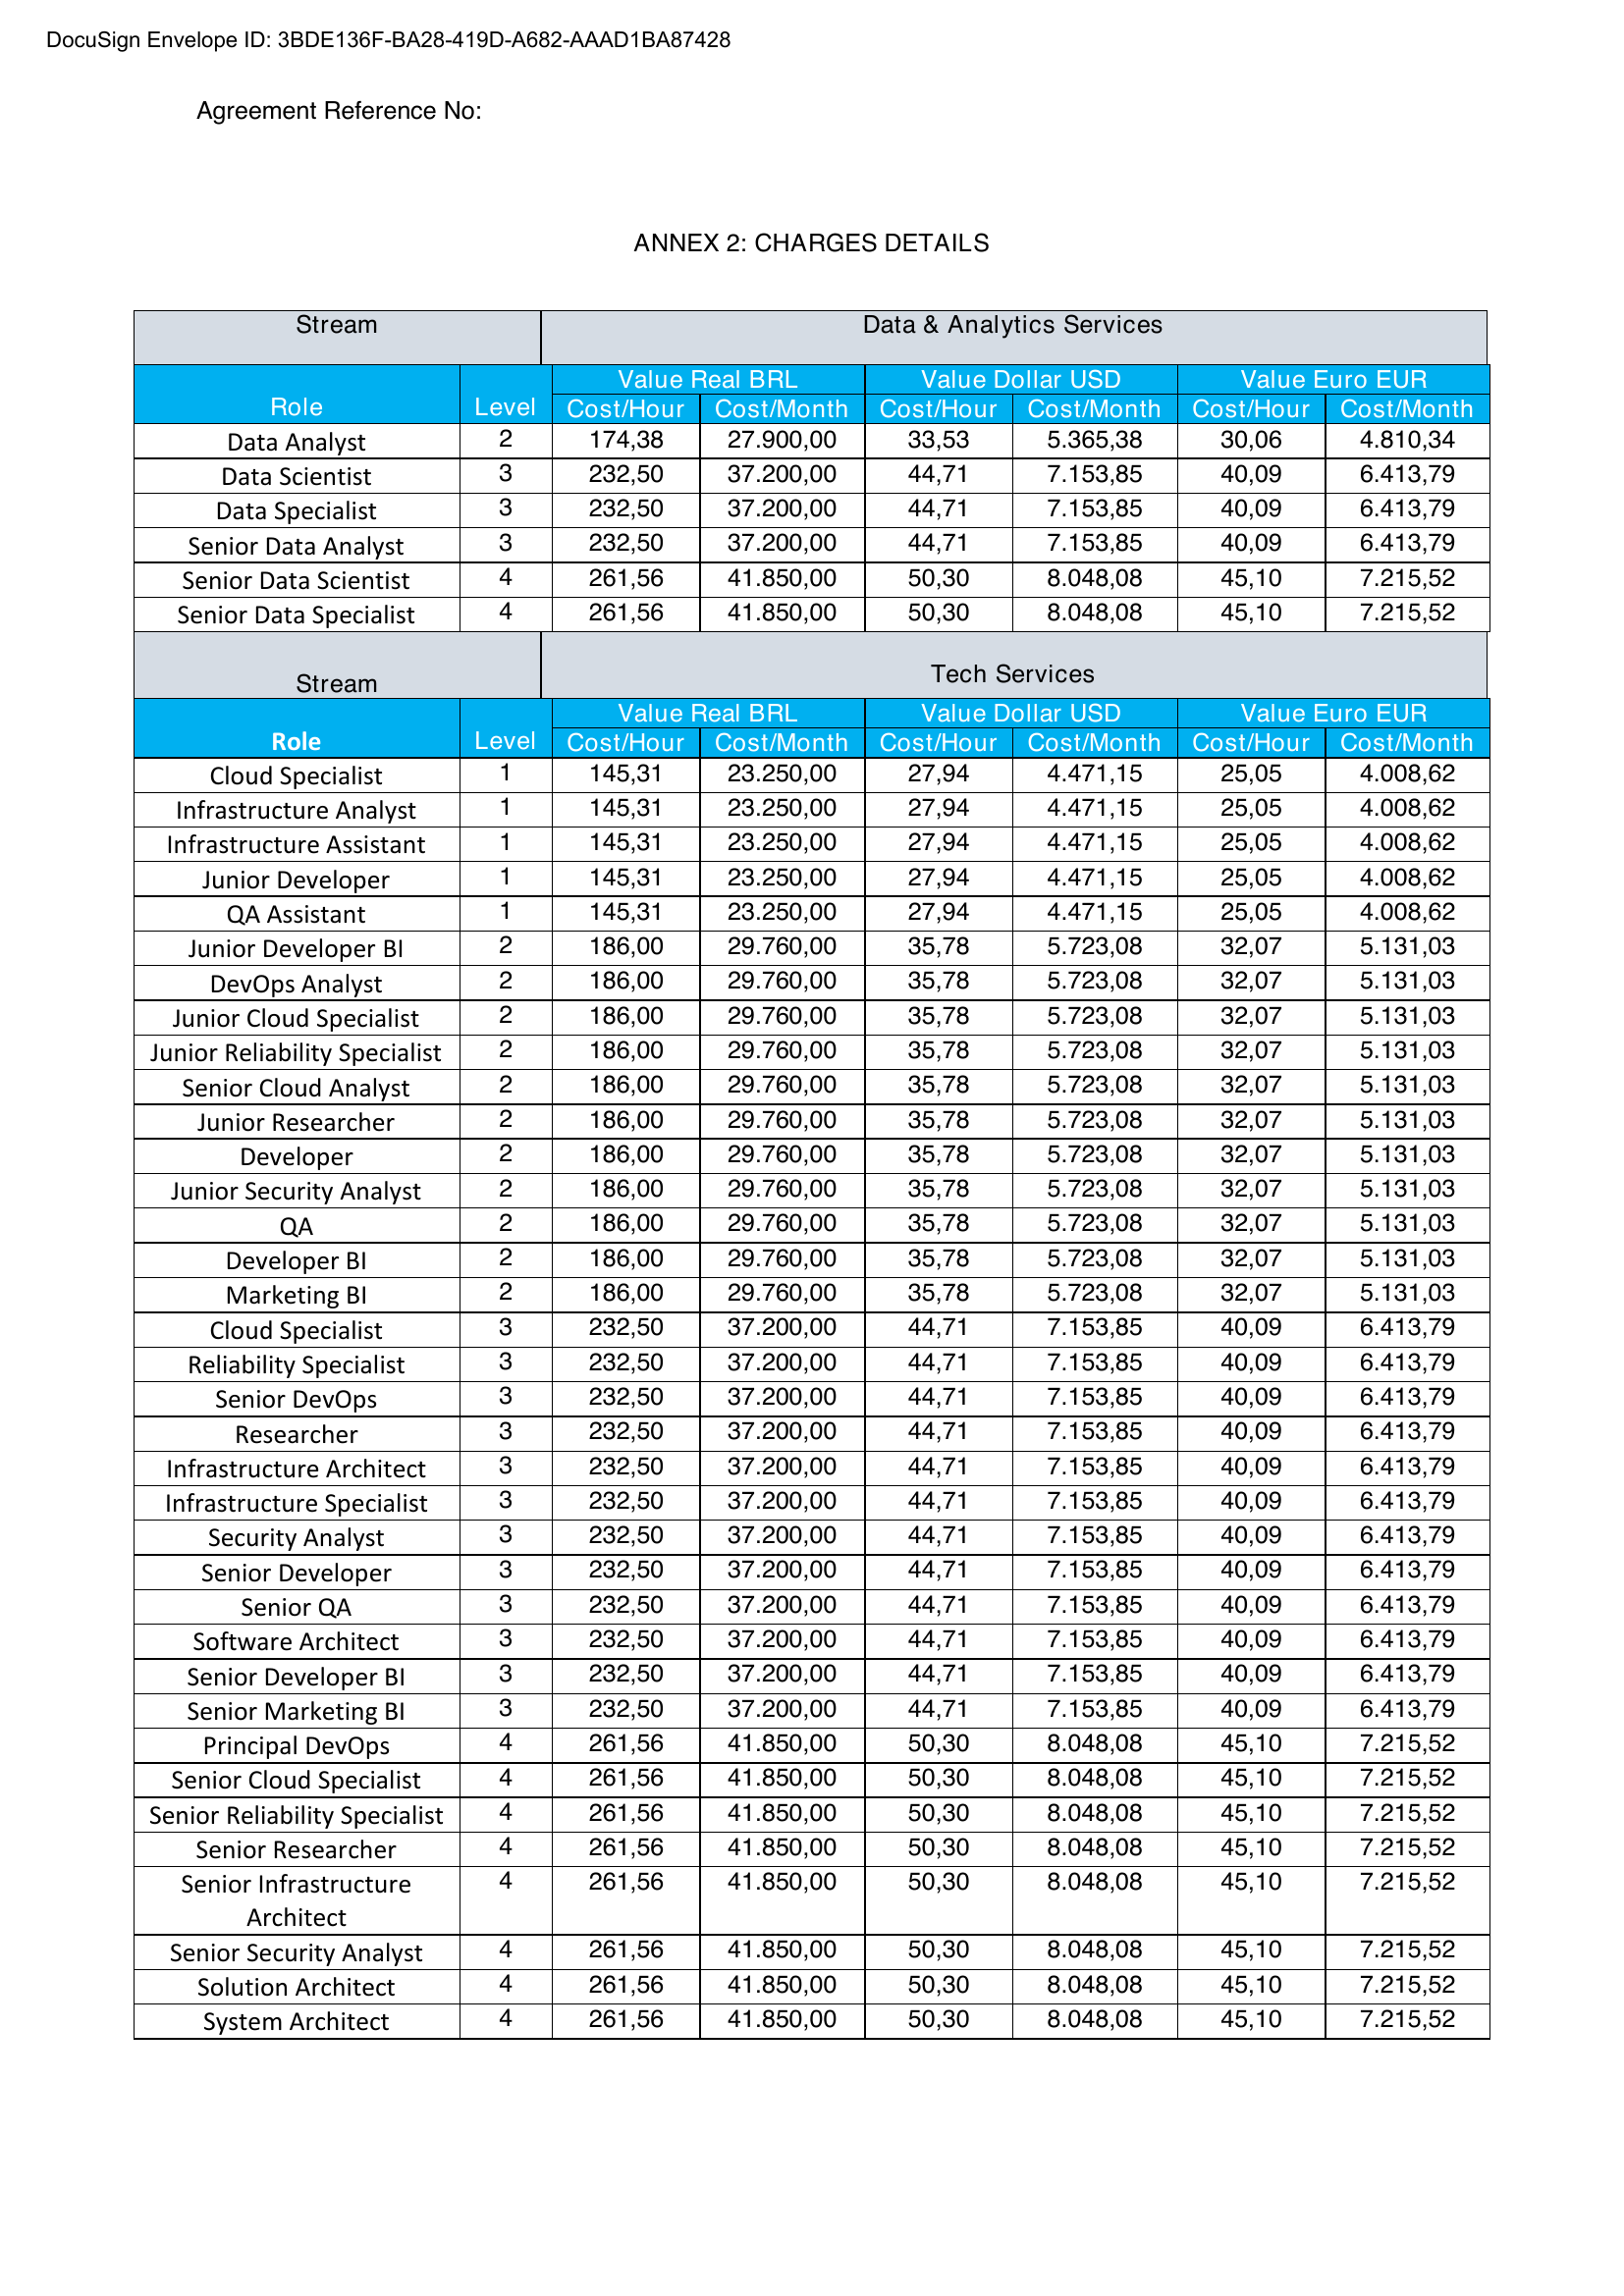 DocuSign Envelope ID: 3BDE136F-BA28-419D-A682-AAAD1BA87428
Agreement Reference No:
ANNEX 2: CHARGES DETAILS
Stream Data & Analytics Services
Value Real BRL Value Dollar USD Value Euro EUR
Role Level Cost/Hour Cost/Month Cost/Hour Cost/Month Cost/Hour Cost/Month
Data Analyst 2 174,38 27.900,00 33,53 5.365,38 30,06 4.810,34
Data Scientist 3 232,50 37.200,00 44,71 7.153,85 40,09 6.413,79
Data Specialist 3 232,50 37.200,00 44,71 7.153,85 40,09 6.413,79
Senior Data Analyst 3 232,50 37.200,00 44,71 7.153,85 40,09 6.413,79
Senior Data Scientist 4 261,56 41.850,00 50,30 8.048,08 45,10 7.215,52
Senior Data Specialist 4 261,56 41.850,00 50,30 8.048,08 45,10 7.215,52
Stream Tech Services
Value Real BRL Value Dollar USD Value Euro EUR
Role Level Cost/Hour Cost/Month Cost/Hour Cost/Month Cost/Hour Cost/Month
Cloud Specialist 1 145,31 23.250,00 27,94 4.471,15 25,05 4.008,62
Infrastructure Analyst 1 145,31 23.250,00 27,94 4.471,15 25,05 4.008,62
Infrastructure Assistant 1 145,31 23.250,00 27,94 4.471,15 25,05 4.008,62
Junior Developer 1 145,31 23.250,00 27,94 4.471,15 25,05 4.008,62
QA Assistant 1 145,31 23.250,00 27,94 4.471,15 25,05 4.008,62
Junior Developer BI 2 186,00 29.760,00 35,78 5.723,08 32,07 5.131,03
DevOps Analyst 2 186,00 29.760,00 35,78 5.723,08 32,07 5.131,03
Junior Cloud Specialist 2 186,00 29.760,00 35,78 5.723,08 32,07 5.131,03
Junior Reliability Specialist 2 186,00 29.760,00 35,78 5.723,08 32,07 5.131,03
Senior Cloud Analyst 2 186,00 29.760,00 35,78 5.723,08 32,07 5.131,03
Junior Researcher 2 186,00 29.760,00 35,78 5.723,08 32,07 5.131,03
Developer 2 186,00 29.760,00 35,78 5.723,08 32,07 5.131,03
Junior Security Analyst 2 186,00 29.760,00 35,78 5.723,08 32,07 5.131,03
QA 2 186,00 29.760,00 35,78 5.723,08 32,07 5.131,03
Developer BI 2 186,00 29.760,00 35,78 5.723,08 32,07 5.131,03
Marketing BI 2 186,00 29.760,00 35,78 5.723,08 32,07 5.131,03
Cloud Specialist 3 232,50 37.200,00 44,71 7.153,85 40,09 6.413,79
Reliability Specialist 3 232,50 37.200,00 44,71 7.153,85 40,09 6.413,79
Senior DevOps 3 232,50 37.200,00 44,71 7.153,85 40,09 6.413,79
Researcher 3 232,50 37.200,00 44,71 7.153,85 40,09 6.413,79
Infrastructure Architect 3 232,50 37.200,00 44,71 7.153,85 40,09 6.413,79
Infrastructure Specialist 3 232,50 37.200,00 44,71 7.153,85 40,09 6.413,79
Security Analyst 3 232,50 37.200,00 44,71 7.153,85 40,09 6.413,79
Senior Developer 3 232,50 37.200,00 44,71 7.153,85 40,09 6.413,79
Senior QA 3 232,50 37.200,00 44,71 7.153,85 40,09 6.413,79
Software Architect 3 232,50 37.200,00 44,71 7.153,85 40,09 6.413,79
Senior Developer BI 3 232,50 37.200,00 44,71 7.153,85 40,09 6.413,79
Senior Marketing BI 3 232,50 37.200,00 44,71 7.153,85 40,09 6.413,79
Principal DevOps 4 261,56 41.850,00 50,30 8.048,08 45,10 7.215,52
Senior Cloud Specialist 4 261,56 41.850,00 50,30 8.048,08 45,10 7.215,52
Senior Reliability Specialist 4 261,56 41.850,00 50,30 8.048,08 45,10 7.215,52
Senior Researcher 4 261,56 41.850,00 50,30 8.048,08 45,10 7.215,52
Senior Infrastructure 4 261,56 41.850,00 50,30 8.048,08 45,10 7.215,52
Architect
Senior Security Analyst 4 261,56 41.850,00 50,30 8.048,08 45,10 7.215,52
Solution Architect 4 261,56 41.850,00 50,30 8.048,08 45,10 7.215,52
System Architect 4 261,56 41.850,00 50,30 8.048,08 45,10 7.215,52